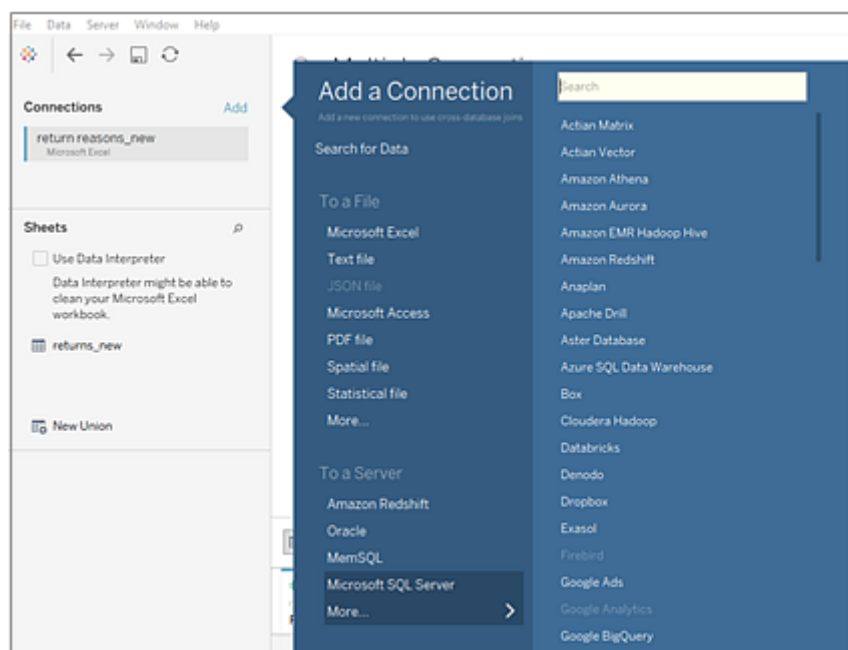 File Data Server Window Help
Connections Add
return reasons_new
Microsoft Excel
Sheets
Use Data Interpreter
Data Interpreter might be able to
clean your Microsoft Excel
workbook.
returns_new
New Union
Add a Connection
Add a new connection to use cross-database joins
Search for Data
To a File
Microsoft Excel
Text file
JSON file
Microsoft Access
PDF file
Spatial file
Statistical file
More...
To a Server
Amazon Redshift
Oracle
MemSQL
Microsoft SQL Server
More...
Search
Actian Matrix
Actian Vector
Amazon Athena
Amazon Aurora
Amazon EMR Hadoop Hive
Amazon Redshift
Anaplan
Apache Drill
Aster Database
Azure SQL Data Warehouse
Box
Cloudera Hadoop
Databricks
Denodo
Dropbox
Exasol
Firebird
Google Ads
Google Analytics
Google BigQuery